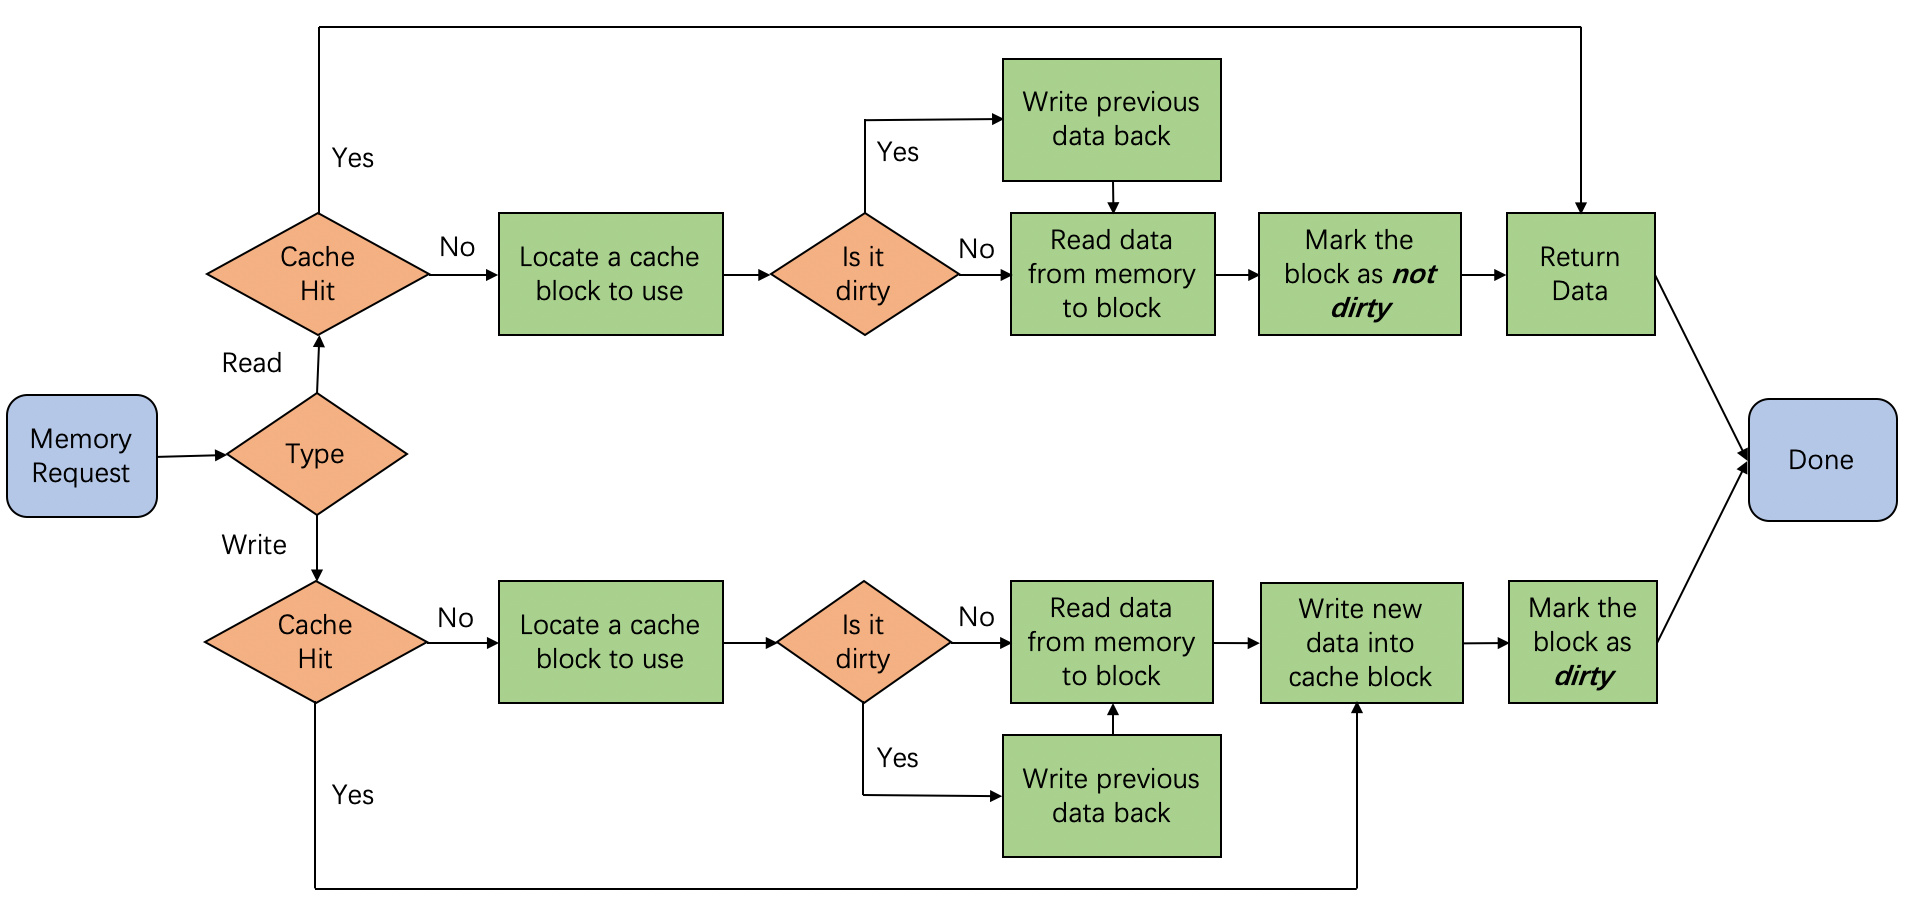 Yes
Write previous
data back
Yes
Cache
Hit
No
Locate a cache
block to use
Is it
dirty
No
Read data
from memory
to block
Mark the
block as not
dirty
Return
Data
Read
Memory
Request
Type
Done
Write
Cache
Hit
No
Locate a cache
block to use
Is it
dirty
No
Read data
from memory
to block
Write new
data into
cache block
Mark the
block as
dirty
Yes
Write previous
data back
Yes